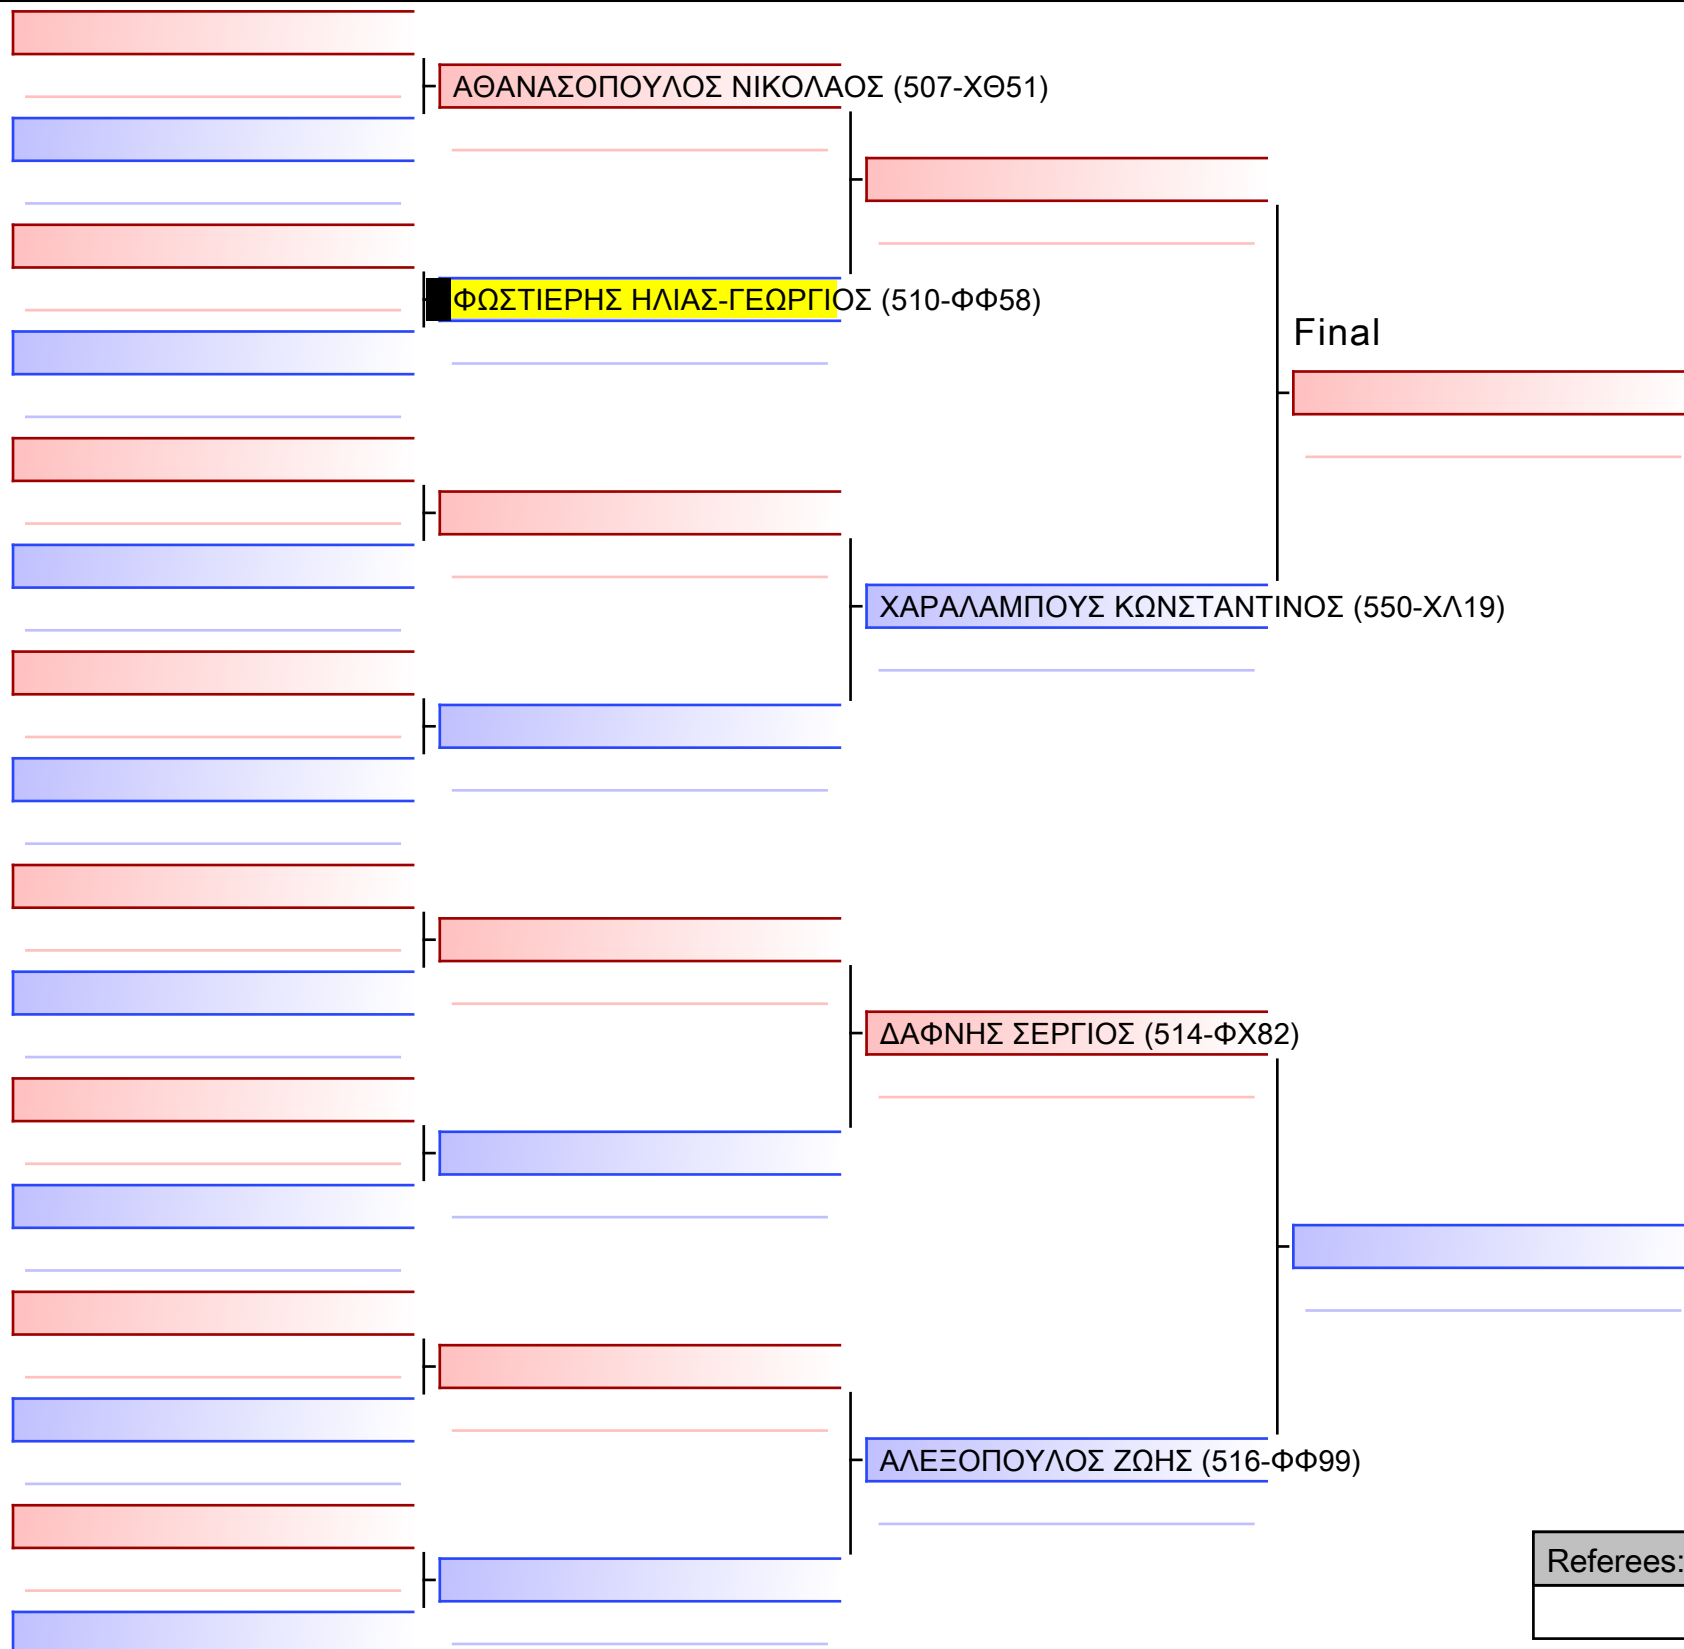 ΑΘΑΝΑΣΟΠΟΥΛΟΣ ΝΙΚΟΛΑΟΣ (507-ΧΘ51)
ΦΩΣΤΙΕΡΗΣ ΗΛΙΑΣ-ΓΕΩΡΓΙΟΣ (510-ΦΦ58)
Final
ΧΑΡΑΛΑΜΠΟΥΣ ΚΩΝΣΤΑΝΤΙΝΟΣ (550-ΧΛ19)
ΔΑΦΝΗΣ ΣΕΡΓΙΟΣ (514-ΦΧ82)
ΑΛΕΞΟΠΟΥΛΟΣ ΖΩΗΣ (516-ΦΦ99)
Referees: